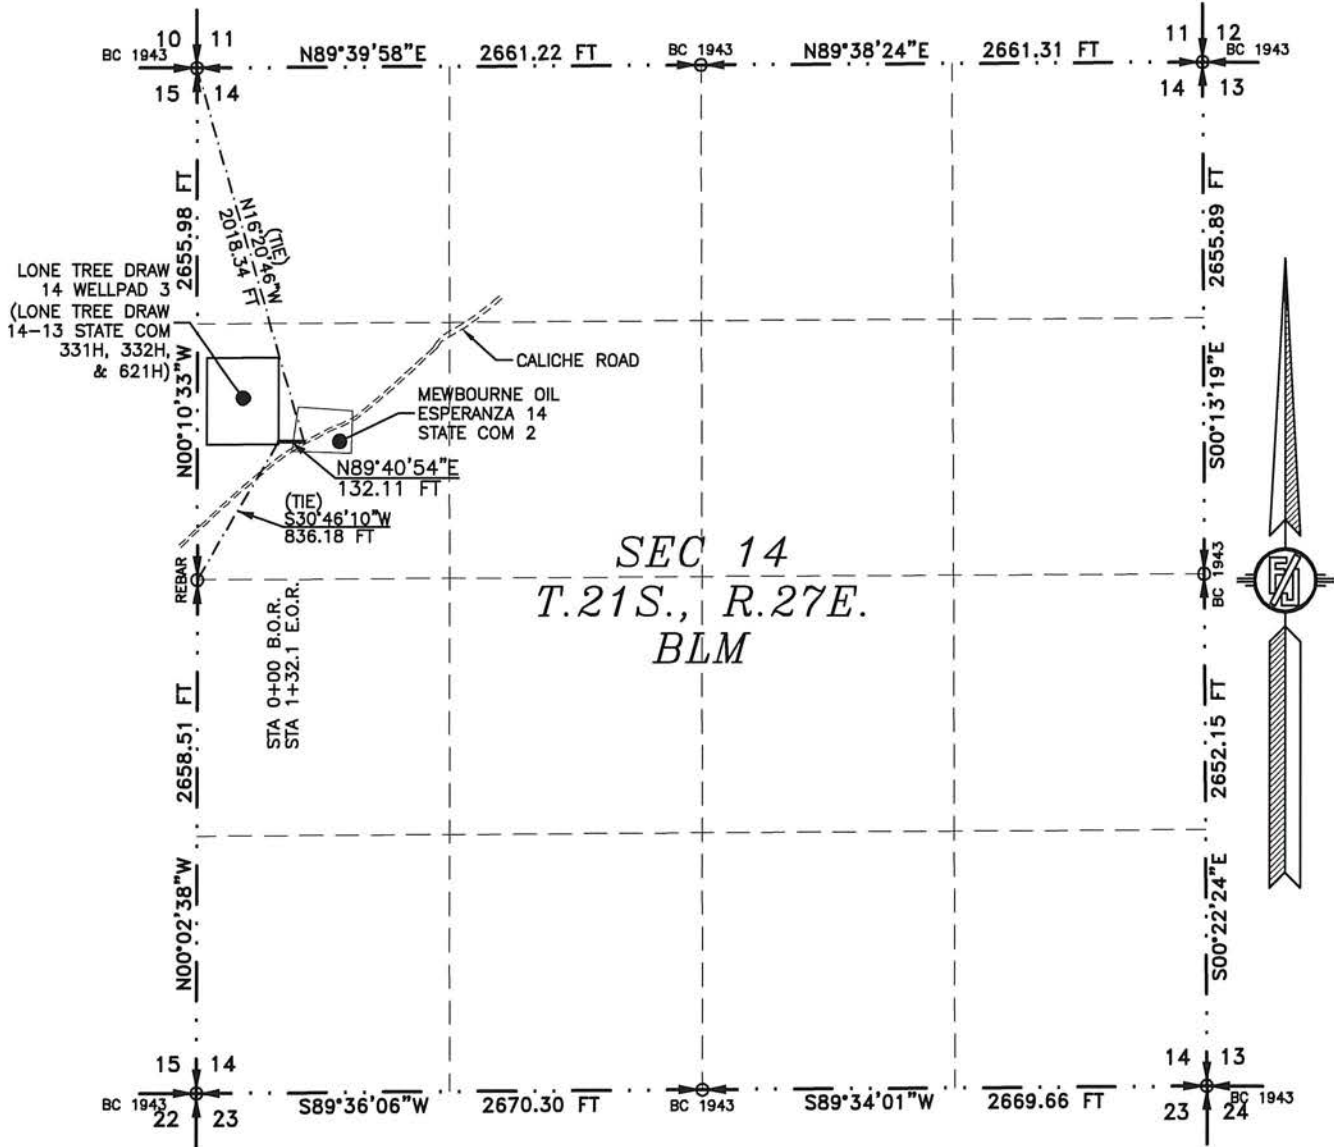 10 11
BC 1943
15 14
N89°39'58"E 2661.22 FT
BC 1943
N89°38'24"E 2661.31 FT
11 12
BC 1943
14 13
2655.98 FT
N00°10'33"W
(TIE)
N16°20'46"W
2018.34 FT
2655.89 FT
S00°13'19"E
LONE TREE DRAW
14 WELLPAD 3
(LONE TREE DRAW
14-13 STATE COM
331H, 332H,
& 621H)
CALICHE ROAD
MEWBOURNE OIL
ESPERANZA 14
STATE COM 2
N89°40'54"E
132.11 FT
(TIE)
S30°46'10"W
836.18 FT
REBAR
BC 1943
SEC 14
T.21S., R.27E.
BLM
STA 0+00 B.O.R.
STA 1+32.1 E.O.R.
2658.51 FT
N00°02'38"W
2652.15 FT
S00°22'24"E
15 14
BC 1943
22 23
S89°36'06"W 2670.30 FT
BC 1943
S89°34'01"W 2669.66 FT
14 13
BC 1943
23 24
FJ